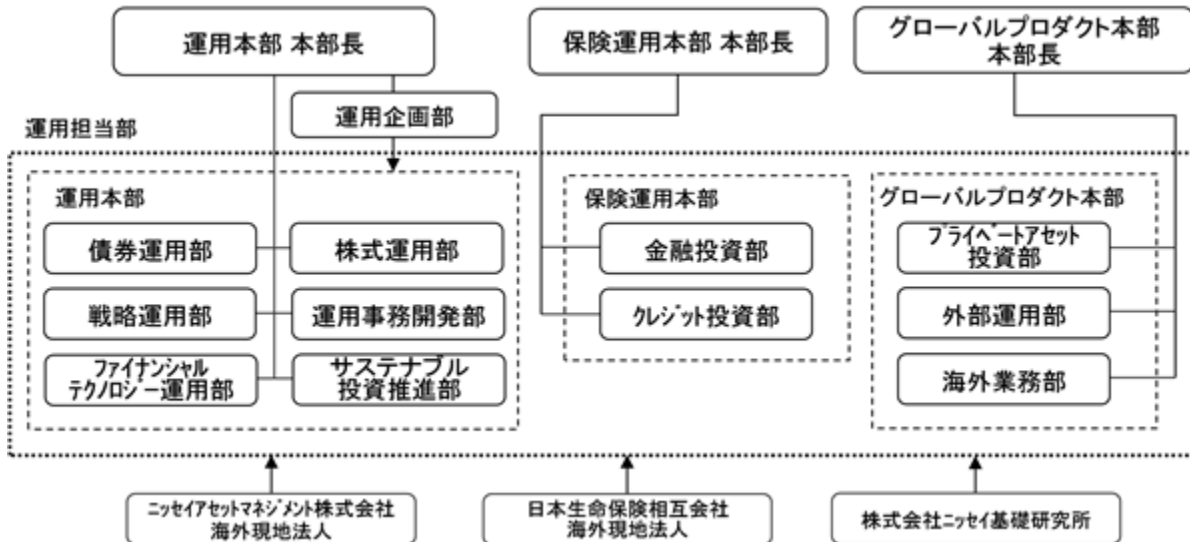 運用本部 本部長
保険運用本部 本部長
グローバルプロダクト本部
本部長
運用企画部
運用担当部
運用本部
債券運用部
株式運用部
戦略運用部
運用事務開発部
ファイナンシャル
テクノロジー運用部
サステナブル
投資推進部
保険運用本部
金融投資部
クレジット投資部
グローバルプロダクト本部
プライベートアセット
投資部
外部運用部
海外業務部
ニッセイアセットマネジメント株式会社
海外現地法人
日本生命保険相互会社
海外現地法人
株式会社ニッセイ基礎研究所